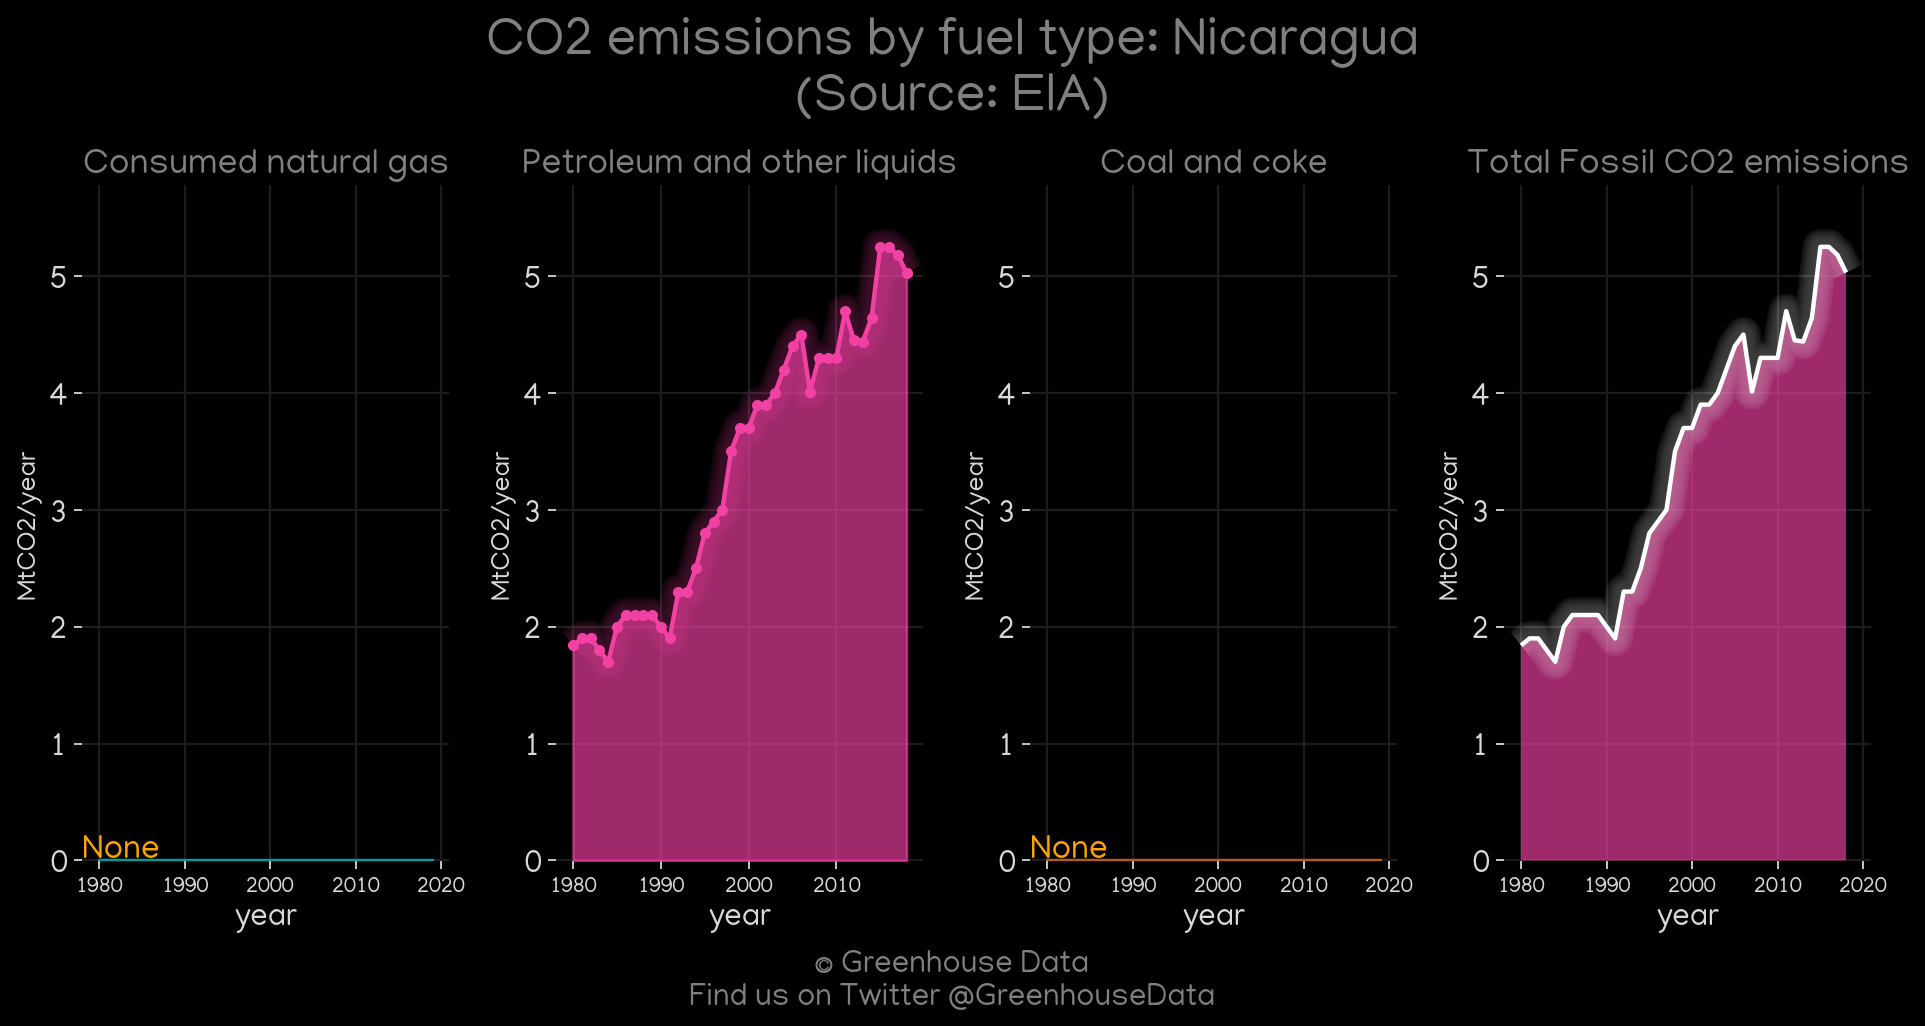 CO2 emissions by fuel type: Nicaragua
(Source: EIA)
Consumed natural gas
MtCO2/year
5
4
3
2
1
0
None
1980 1990 2000 2010 2020
year
Petroleum and other liquids
MtCO2/year
5
4
3
2
1
0
1980 1990 2000 2010
year
Coal and coke
MtCO2/year
5
4
3
2
1
0
None
1980 1990 2000 2010 2020
year
Total Fossil CO2 emissions
MtCO2/year
5
4
3
2
1
0
1980 1990 2000 2010 2020
year
© Greenhouse Data
Find us on Twitter @GreenhouseData